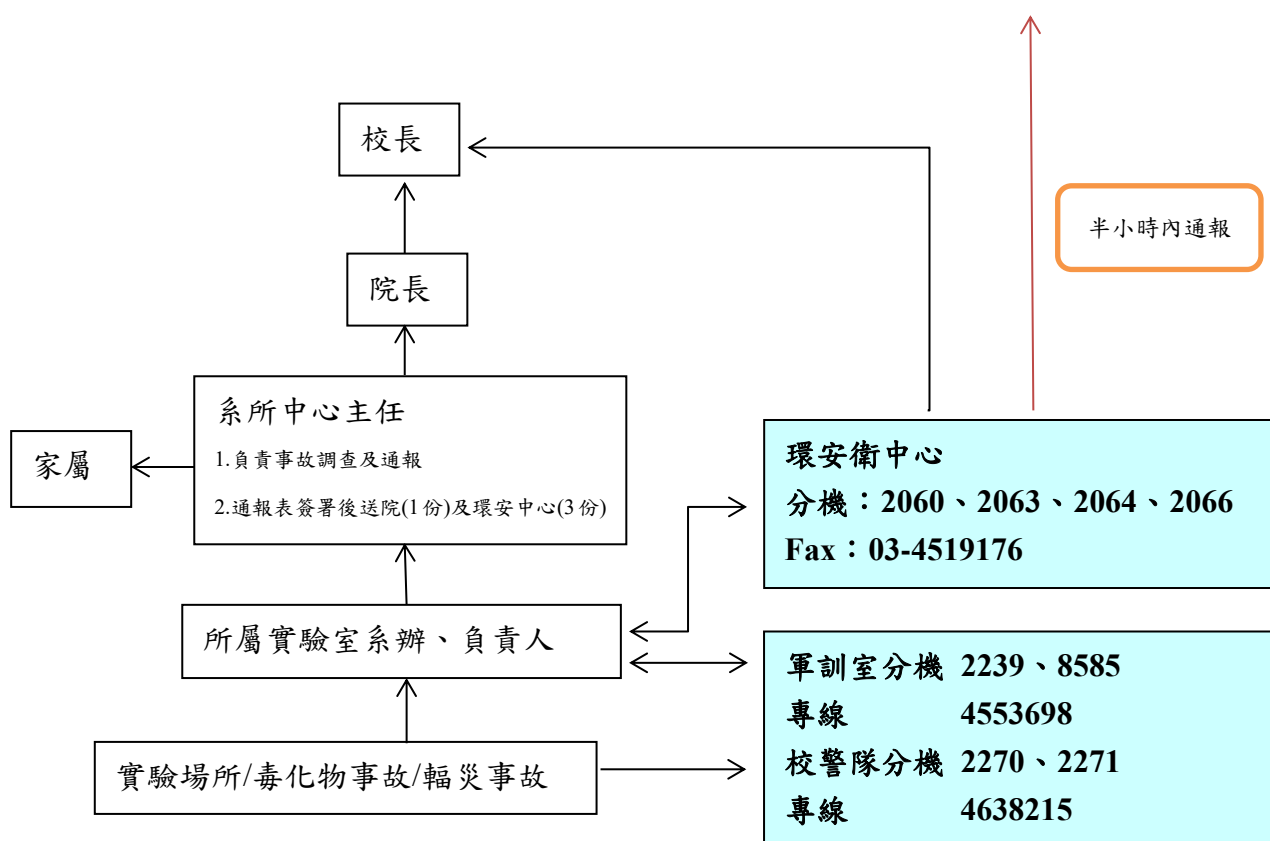 校長
半小時內通報
院長
系所中心主任
1.負責事故調查及通報
2.通報表簽署後送院(1份)及環安中心(3份)
家屬
環安衛中心
分機：2060、2063、2064、2066
Fax：03-4519176
所屬實驗室系辦、負責人
軍訓室分機 2239、8585
專線 4553698
校警隊分機 2270、2271
專線 4638215
實驗場所/毒化物事故/輻災事故